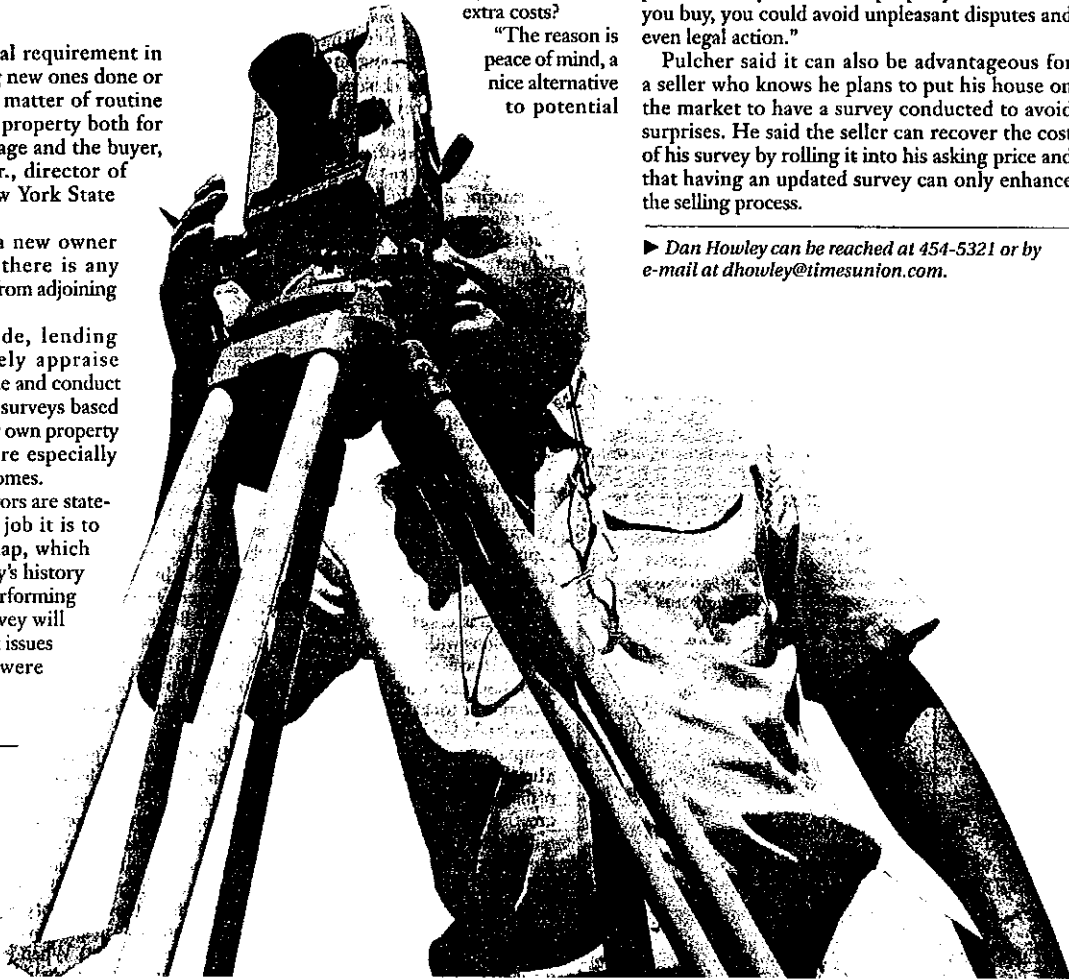 al requirement in
new ones done or
matter of routine
property both for
age and the buyer,
r., director of
w York State
a new owner
there is any
rom adjoining
de, lending
ely appraise
e and conduct
surveys based
own property
re especially
omes.
ors are state-
job it is to
ap, which
y's history
rforming
vey will
issues
were
extra costs?
"The reason is
peace of mind, a
nice alternative
to potential
you buy, you could avoid unpleasant disputes and
even legal action."
Pulcher said it can also be advantageous for
a seller who knows he plans to put his house on
the market to have a survey conducted to avoid
surprises. He said the seller can recover the cost
of his survey by rolling it into his asking price and
that having an updated survey can only enhance
the selling process.
▶ Dan Howley can be reached at 454-5321 or by
e-mail at dhowley@timesunion.com.